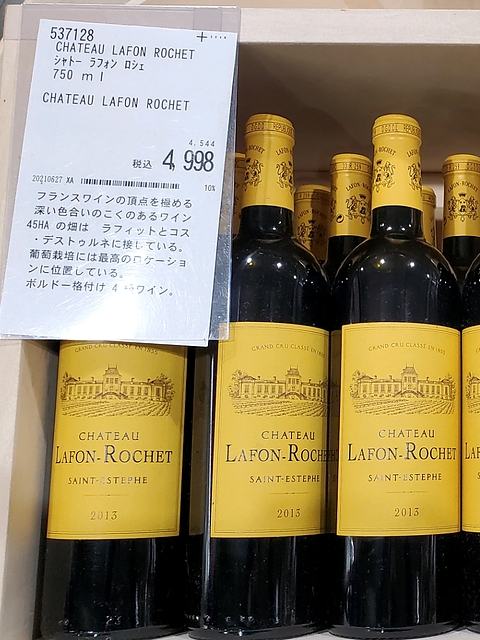 537128
CHATEAU LAFON ROCHET
シャトー ラフォン ロシェ
750 ml
CHATEAU LAFON ROCHET
4.544
税込 4,998
20210627 XA
10%
フランスワインの頂点を極める
深い色合いのこくのあるワイン
45HA の畑は ラフィットとコス
・デストゥルネに接している。
葡萄栽培には最高のロケーショ
ンに位置している。
ボルドー格付け 4 ワイン。
GRAND CRU CLASSÉ EN 1855
CHATEAU
LAFON-ROCHET
SAINT-ESTEPHE
2013
GRAND CRU CLASSÉ EN 1855
CHATEAU
LAFON-ROCHET
SAINT-ESTEPHE
2013
GRAND CRU CLASSÉ EN 1855
CHATEAU
LAFON-ROCHET
SAINT-ESTEPHE
2013